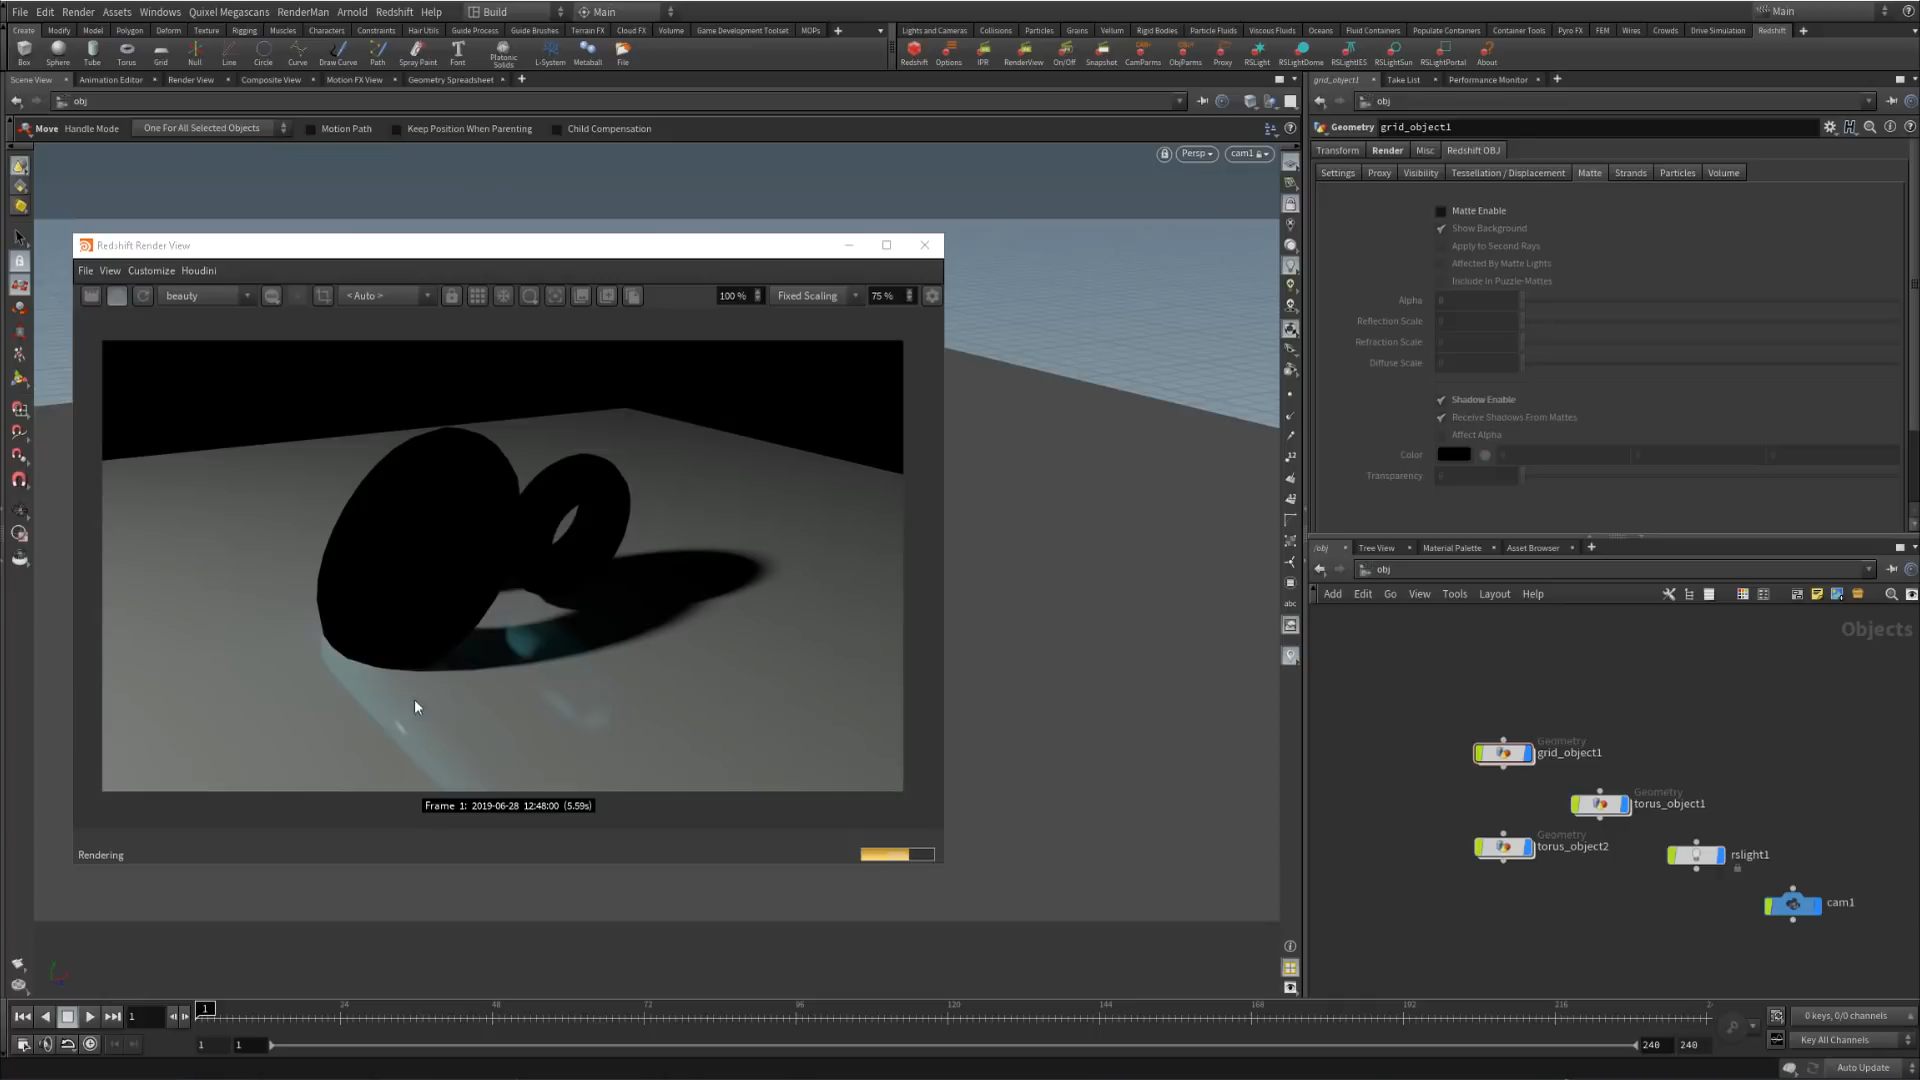 File Edit Render Assets Windows Quixel Megascans RenderMan Arnold Redshift Help Build Main Main
Create Modify Model Polygon Deform Texture Rigging Muscles Characters Constraints Hair Utils Guide Process Guide Brushes Terrain FX Cloud FX Volume Game Development Toolset MOPs
Lights and Cameras Collisions Particles Grains Vellum Rigid Bodies Particle Fluids Viscous Fluids Oceans Fluid Containers Populate Containers Container Tools Pyro FX FEM Wires Crowds Drive Simulation Redshift
Box Sphere Tube Torus Grid Null Line Circle Curve Draw Curve Path Spray Paint Font Platonic Solids L-System Metaball File
Redshift Options IPR RenderView On/Off Snapshot CamParms ObjParms Proxy RSLight RSLightDome RSLightIES RSLightSun RSLightPortal About
Scene View Animation Editor Render View Composite View Motion FX View Geometry Spreadsheet
grid_object1 Take List Performance Monitor
obj
obj
Move Handle Mode One For All Selected Objects Motion Path Keep Position When Parenting Child Compensation
Geometry grid_object1
Persp cam1
Transform Render Misc Redshift OBJ
Settings Proxy Visibility Tessellation / Displacement Matte Strands Particles Volume
Matte Enable
Show Background
Apply to Second Rays
Affected By Matte Lights
Include In Puzzle-Mattes
Alpha 0
Reflection Scale 0
Refraction Scale 0
Diffuse Scale 0
Shadow Enable
Receive Shadows From Mattes
Affect Alpha
Color 0 0 0
Transparency 0
Redshift Render View
File View Customize Houdini
beauty < Auto > 100 % Fixed Scaling 75 %
Frame 1: 2019-06-28 12:48:00 (5.59s)
Rendering
/obj Tree View Material Palette Asset Browser
obj
Add Edit Go View Tools Layout Help
Objects
Geometry
grid_object1
Geometry
torus_object1
Geometry
torus_object2
rslight1
cam1
abc
1 1 24 48 72 96 120 144 168 192 216
0 keys, 0/0 channels
1 1 240 240
Key All Channels
Auto Update